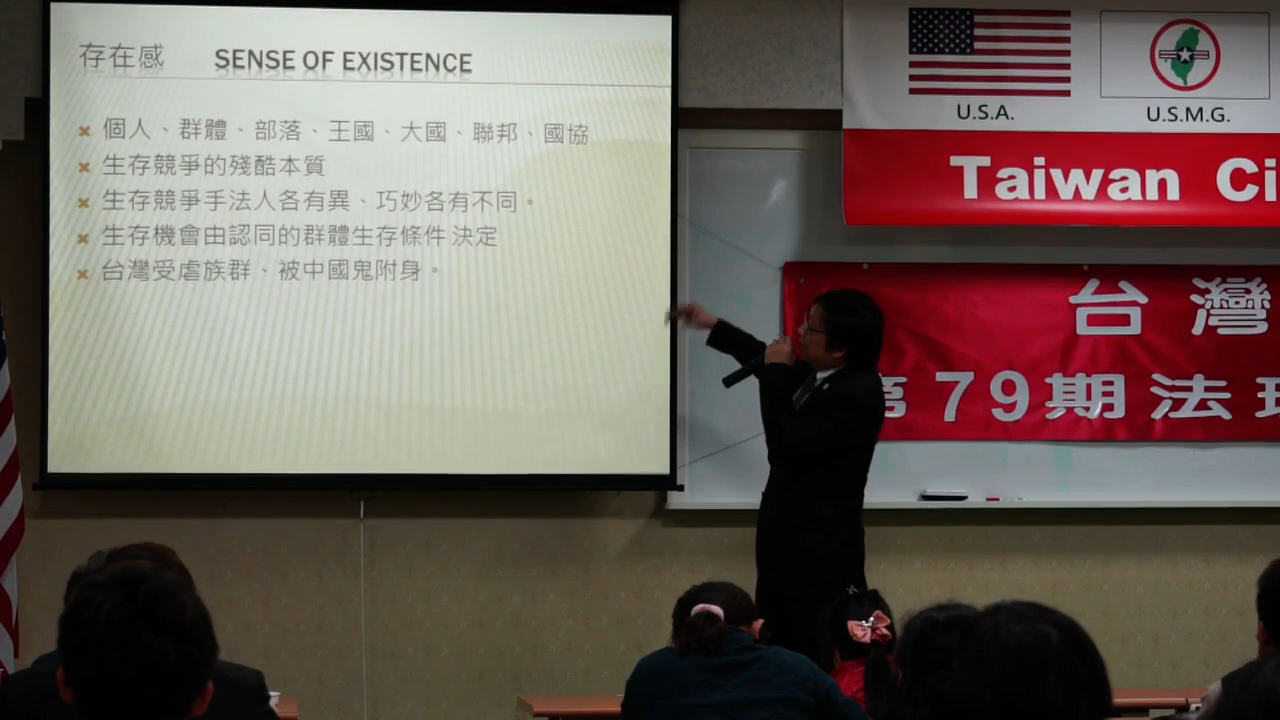 存在感 SENSE OF EXISTENCE
個人、群體、部落、王國、大國、聯邦、國協
生存競爭的殘酷本質
生存競爭手法人各有異、巧妙各有不同。
生存機會由認同的群體生存條件 決定
台灣受虐族群、被中國鬼附身。
U.S.A. U.S.M.G.
Taiwan Ci
台灣
第79期法